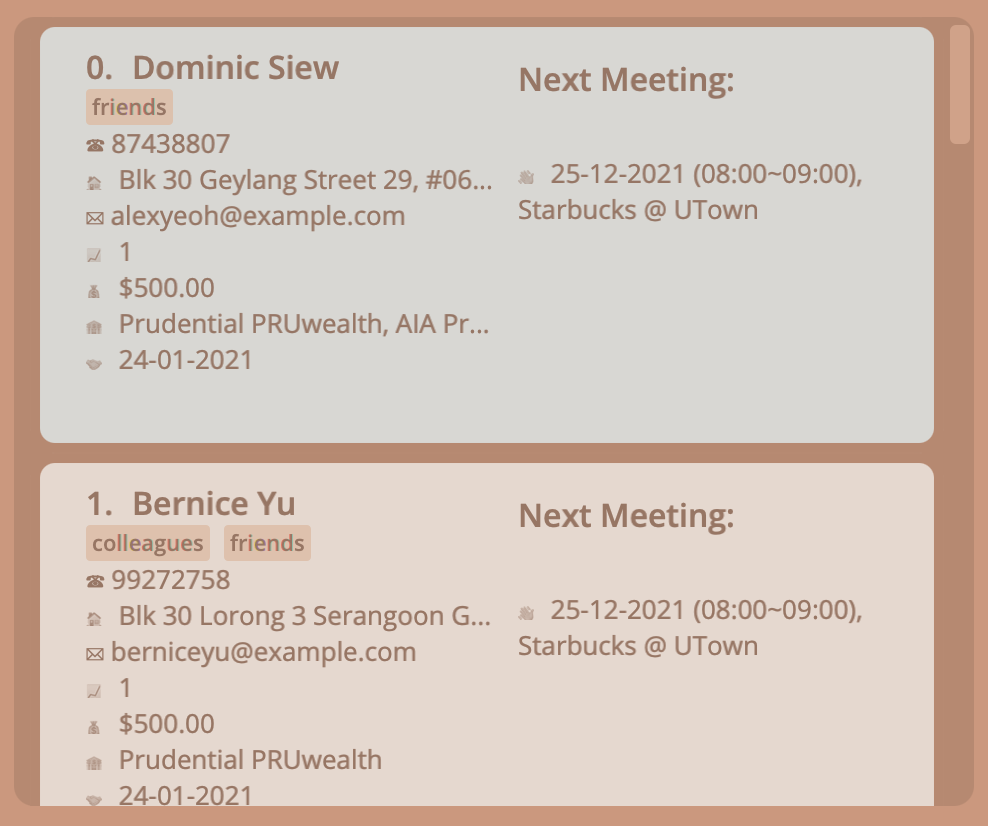 0. Dominic Siew
friends
87438807
Blk 30 Geylang Street 29, #06...
alexyeoh@example.com
1
$500.00
Prudential PRUwealth, AIA Pr...
24-01-2021
Next Meeting:
25-12-2021 (08:00~09:00),
Starbucks @ UTown
1. Bernice Yu
colleagues friends
99272758
Blk 30 Lorong 3 Serangoon G...
berniceyu@example.com
1
$500.00
Prudential PRUwealth
24-01-2021
Next Meeting:
25-12-2021 (08:00~09:00),
Starbucks @ UTown